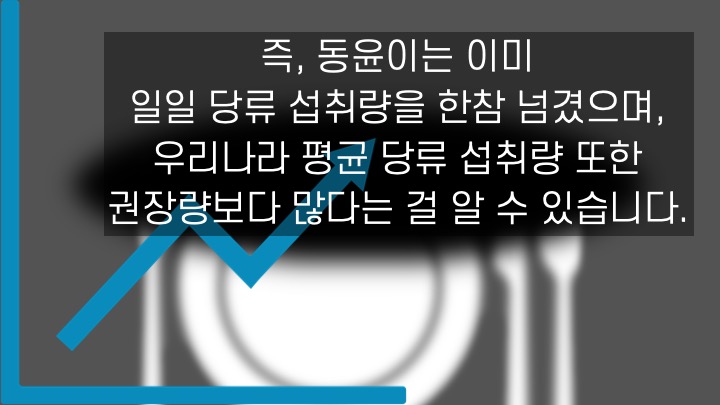 즉, 동윤이는 이미
일일 당류 섭취량을 한참 넘겼으며,
우리나라 평균 당류 섭취량 또한
권장량보다 많다는 걸 알 수 있습니다.